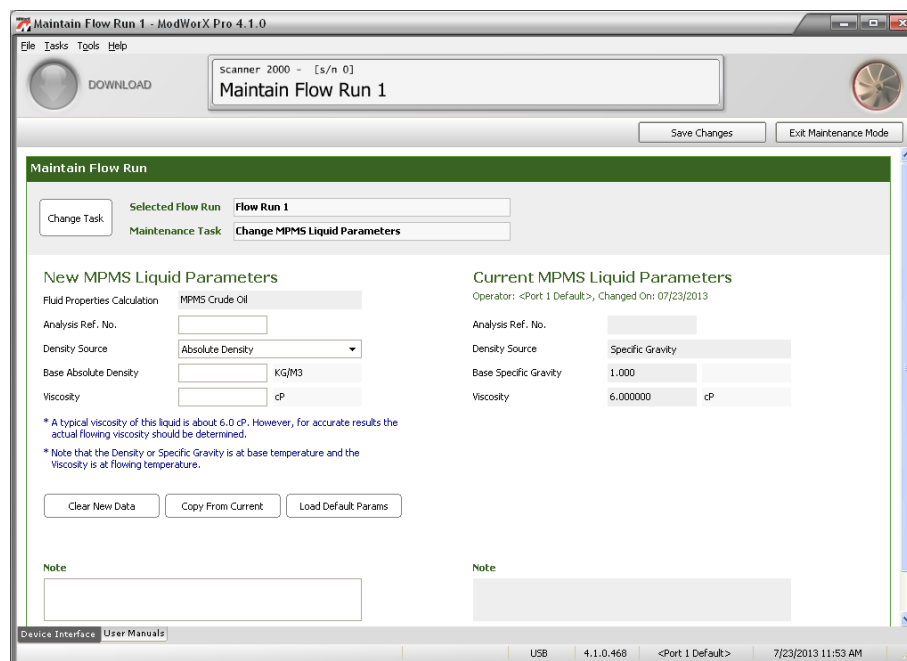 Maintain Flow Run 1 - ModWorX Pro 4.1.0
File Tasks Tools Help
DOWNLOAD
Scanner 2000 - [s/n 0]
Maintain Flow Run 1
Save Changes
Exit Maintenance Mode
Maintain Flow Run
Change Task
Selected Flow Run Flow Run 1
Maintenance Task Change MPMS Liquid Parameters
New MPMS Liquid Parameters
Fluid Properties Calculation MPMS Crude Oil
Analysis Ref. No.
Density Source Absolute Density
Base Absolute Density KG/M3
Viscosity cP
* A typical viscosity of this liquid is about 6.0 cP. However, for accurate results the
actual flowing viscosity should be determined.
* Note that the Density or Specific Gravity is at base temperature and the
Viscosity is at flowing temperature.
Clear New Data Copy From Current Load Default Params
Note
Current MPMS Liquid Parameters
Operator: <Port 1 Default>, Changed On: 07/23/2013
Analysis Ref. No.
Density Source Specific Gravity
Base Specific Gravity 1.000
Viscosity 6.000000 cP
Note
Device Interface User Manuals
USB 4.1.0.468 <Port 1 Default> 7/23/2013 11:53 AM